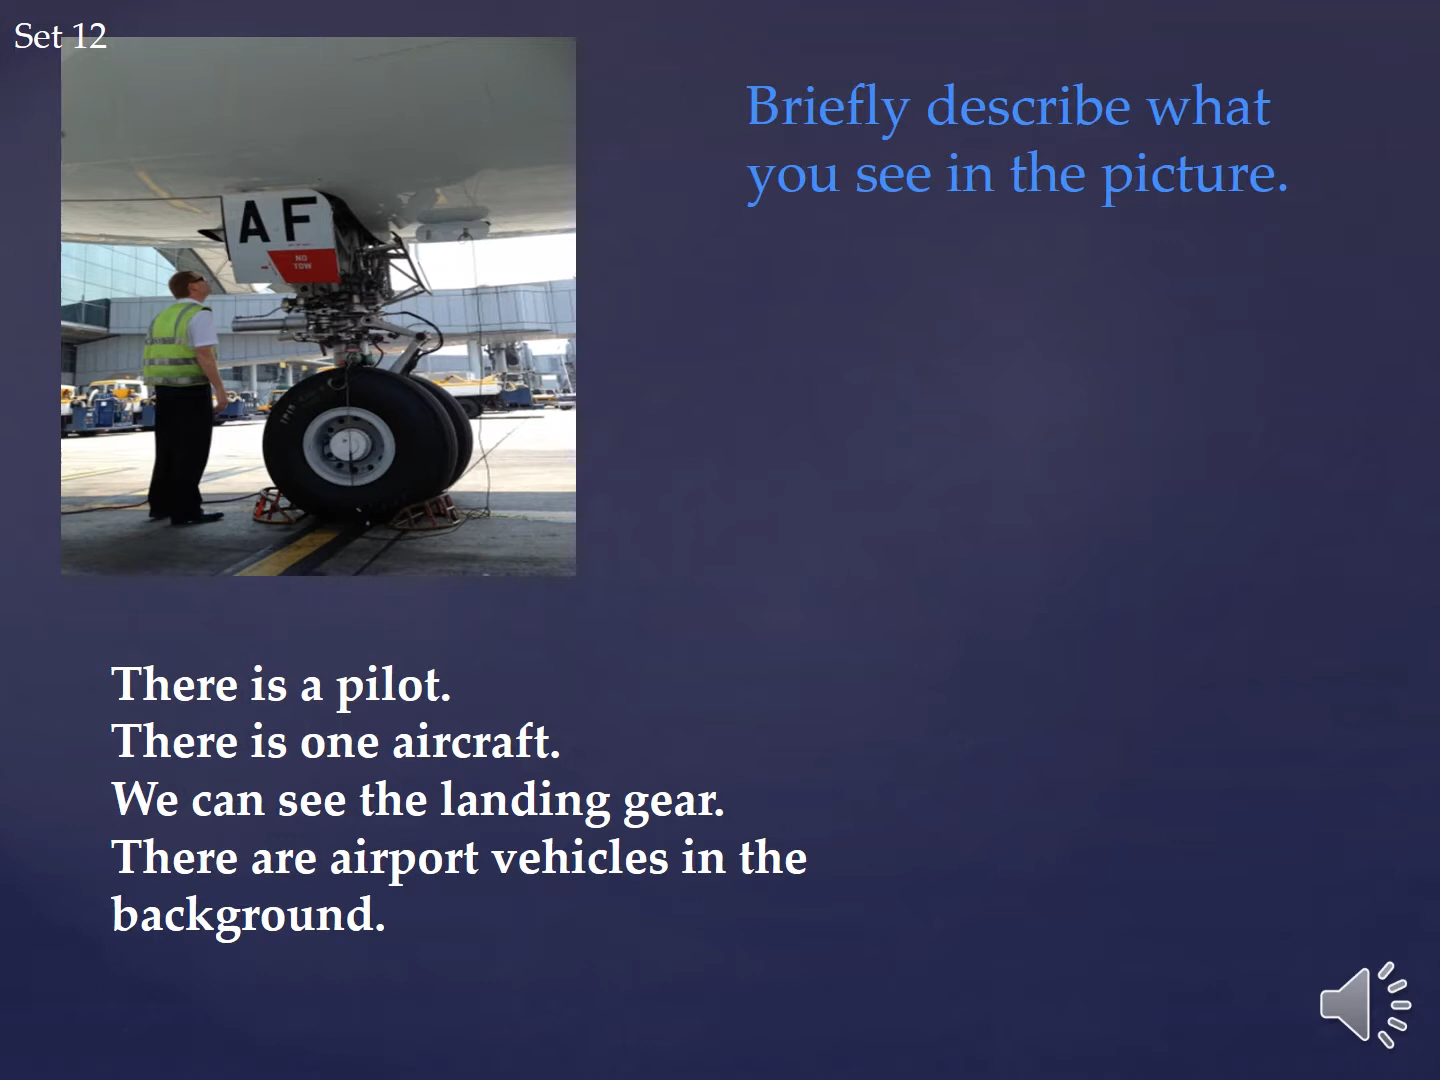 Set 12
Briefly describe what
you see in the picture.
AF
NO
TOW
There is a pilot.
There is one aircraft.
We can see the landing gear.
There are airport vehicles in the
background.